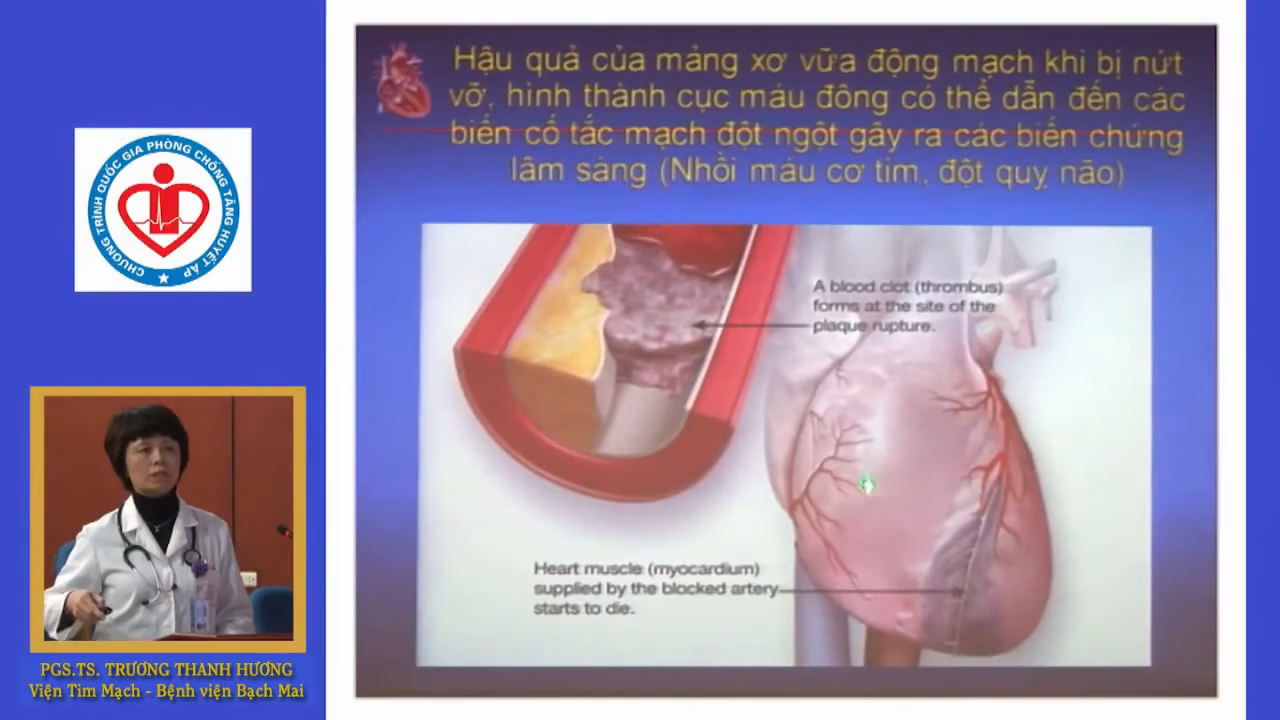 Hậu quả của mảng xơ vữa động mạch khi bị nứt
vỡ, hình thành cục máu đông có thể dẫn đến các
biến cố tắc mạch đột ngột gây ra các biến chứng
lâm sàng (Nhồi máu cơ tim, đột quỵ não)
CHƯƠNG TRÌNH QUỐC GIA PHÒNG CHỐNG TĂNG HUYẾT ÁP
A blood clot (thrombus)
forms at the site of the
plaque rupture.
Heart muscle (myocardium)
supplied by the blocked artery
starts to die.
PGS.TS. TRƯƠNG THANH HƯƠNG
Viện Tim Mạch - Bệnh viện Bạch Mai